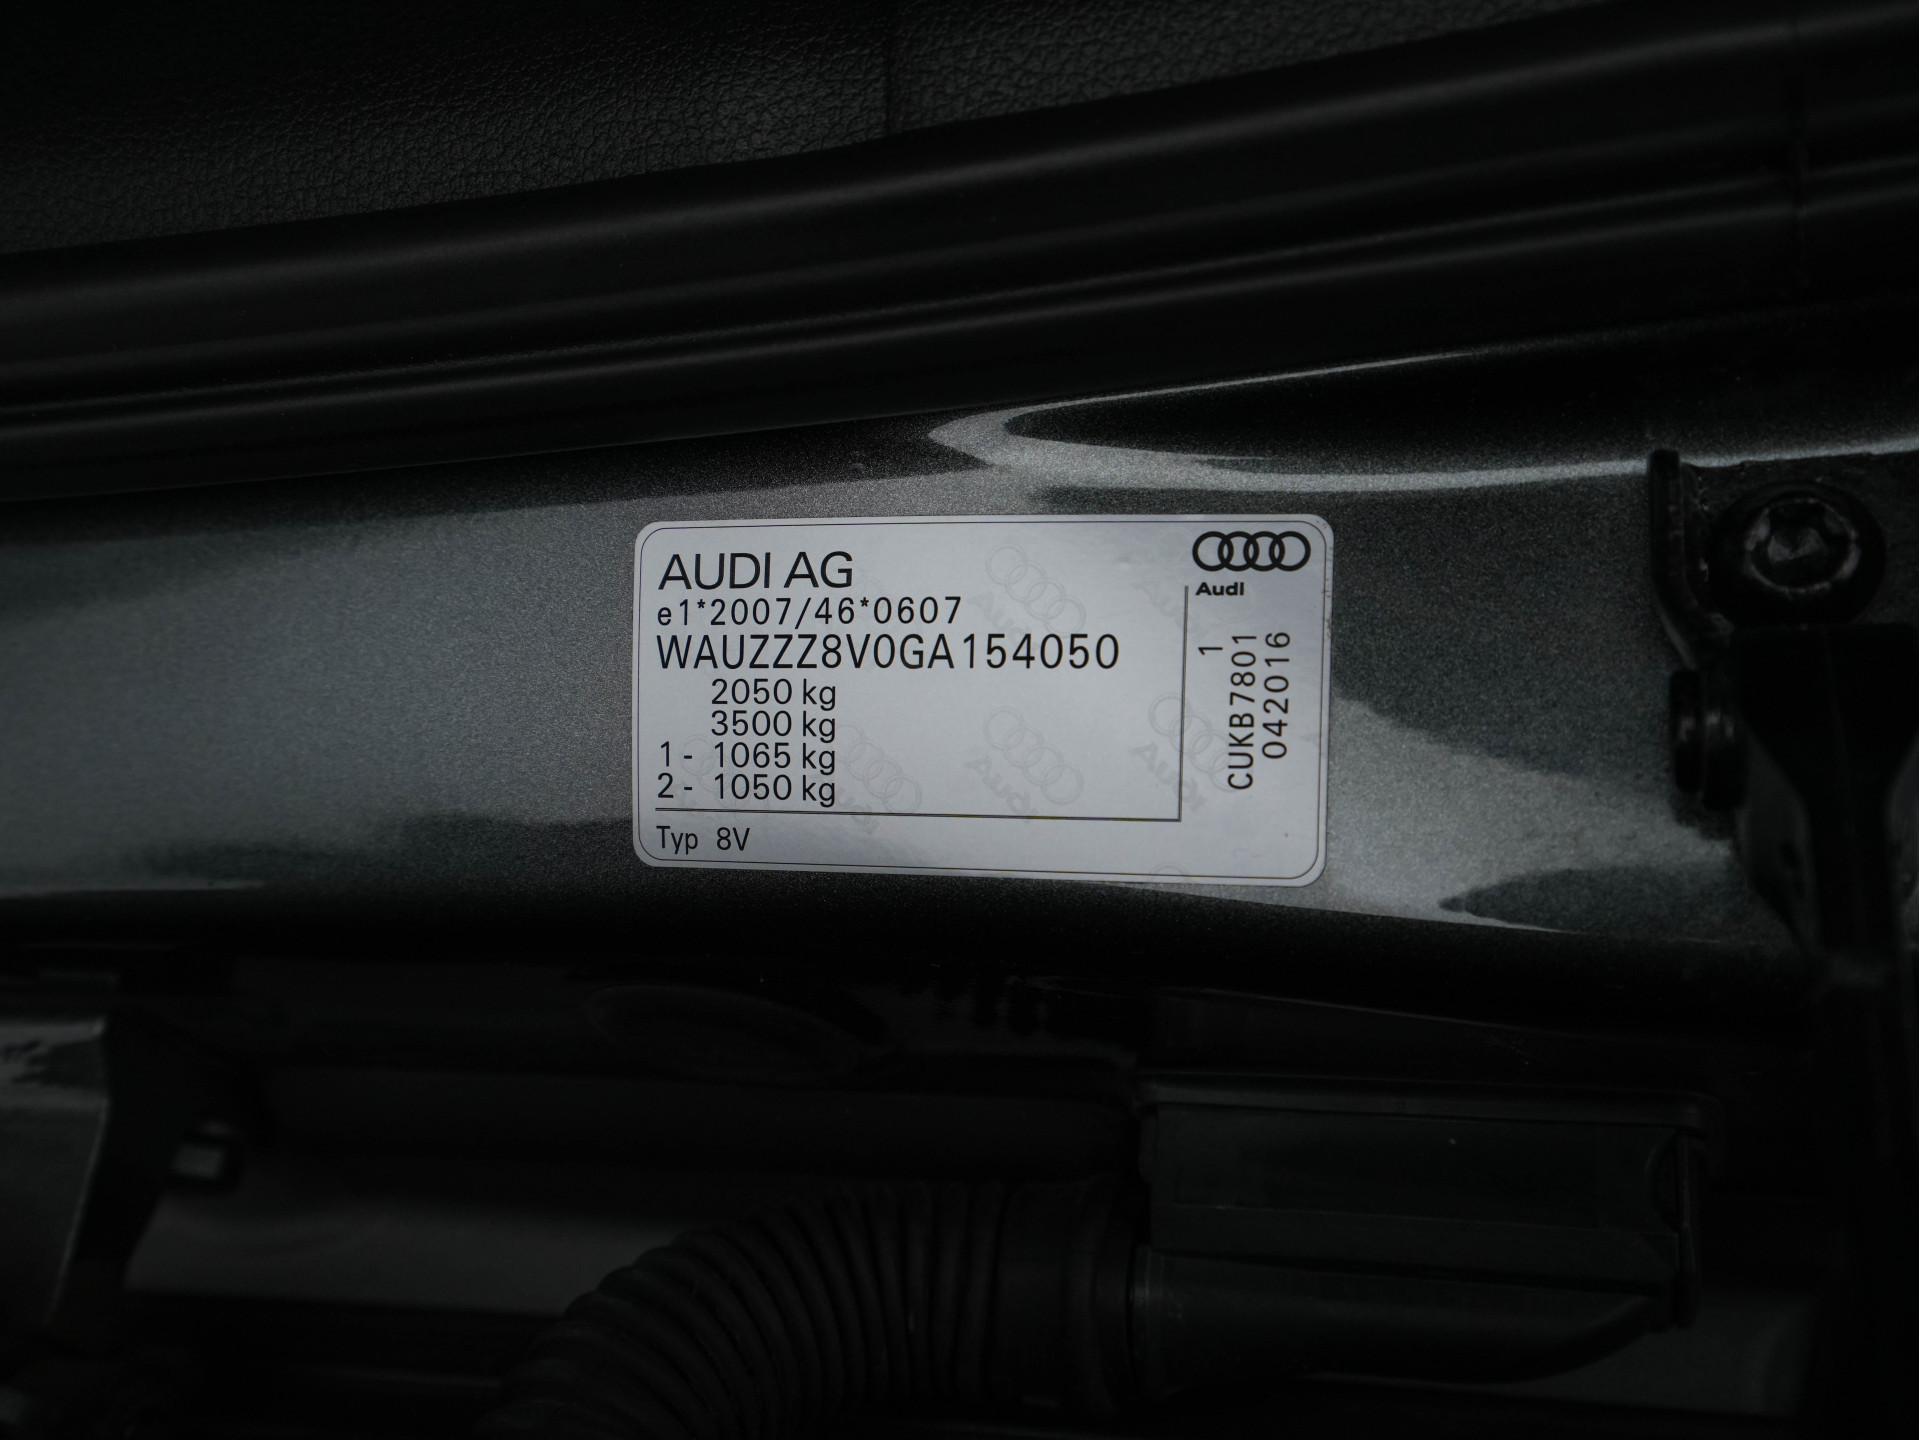 AUDI AG
e1*2007/46*0607
WAUZZZ8V0GA154050
2050 kg
3500 kg
1- 1065 kg
2- 1050 kg
Typ 8V
Audi
1
CUKB7801
042016